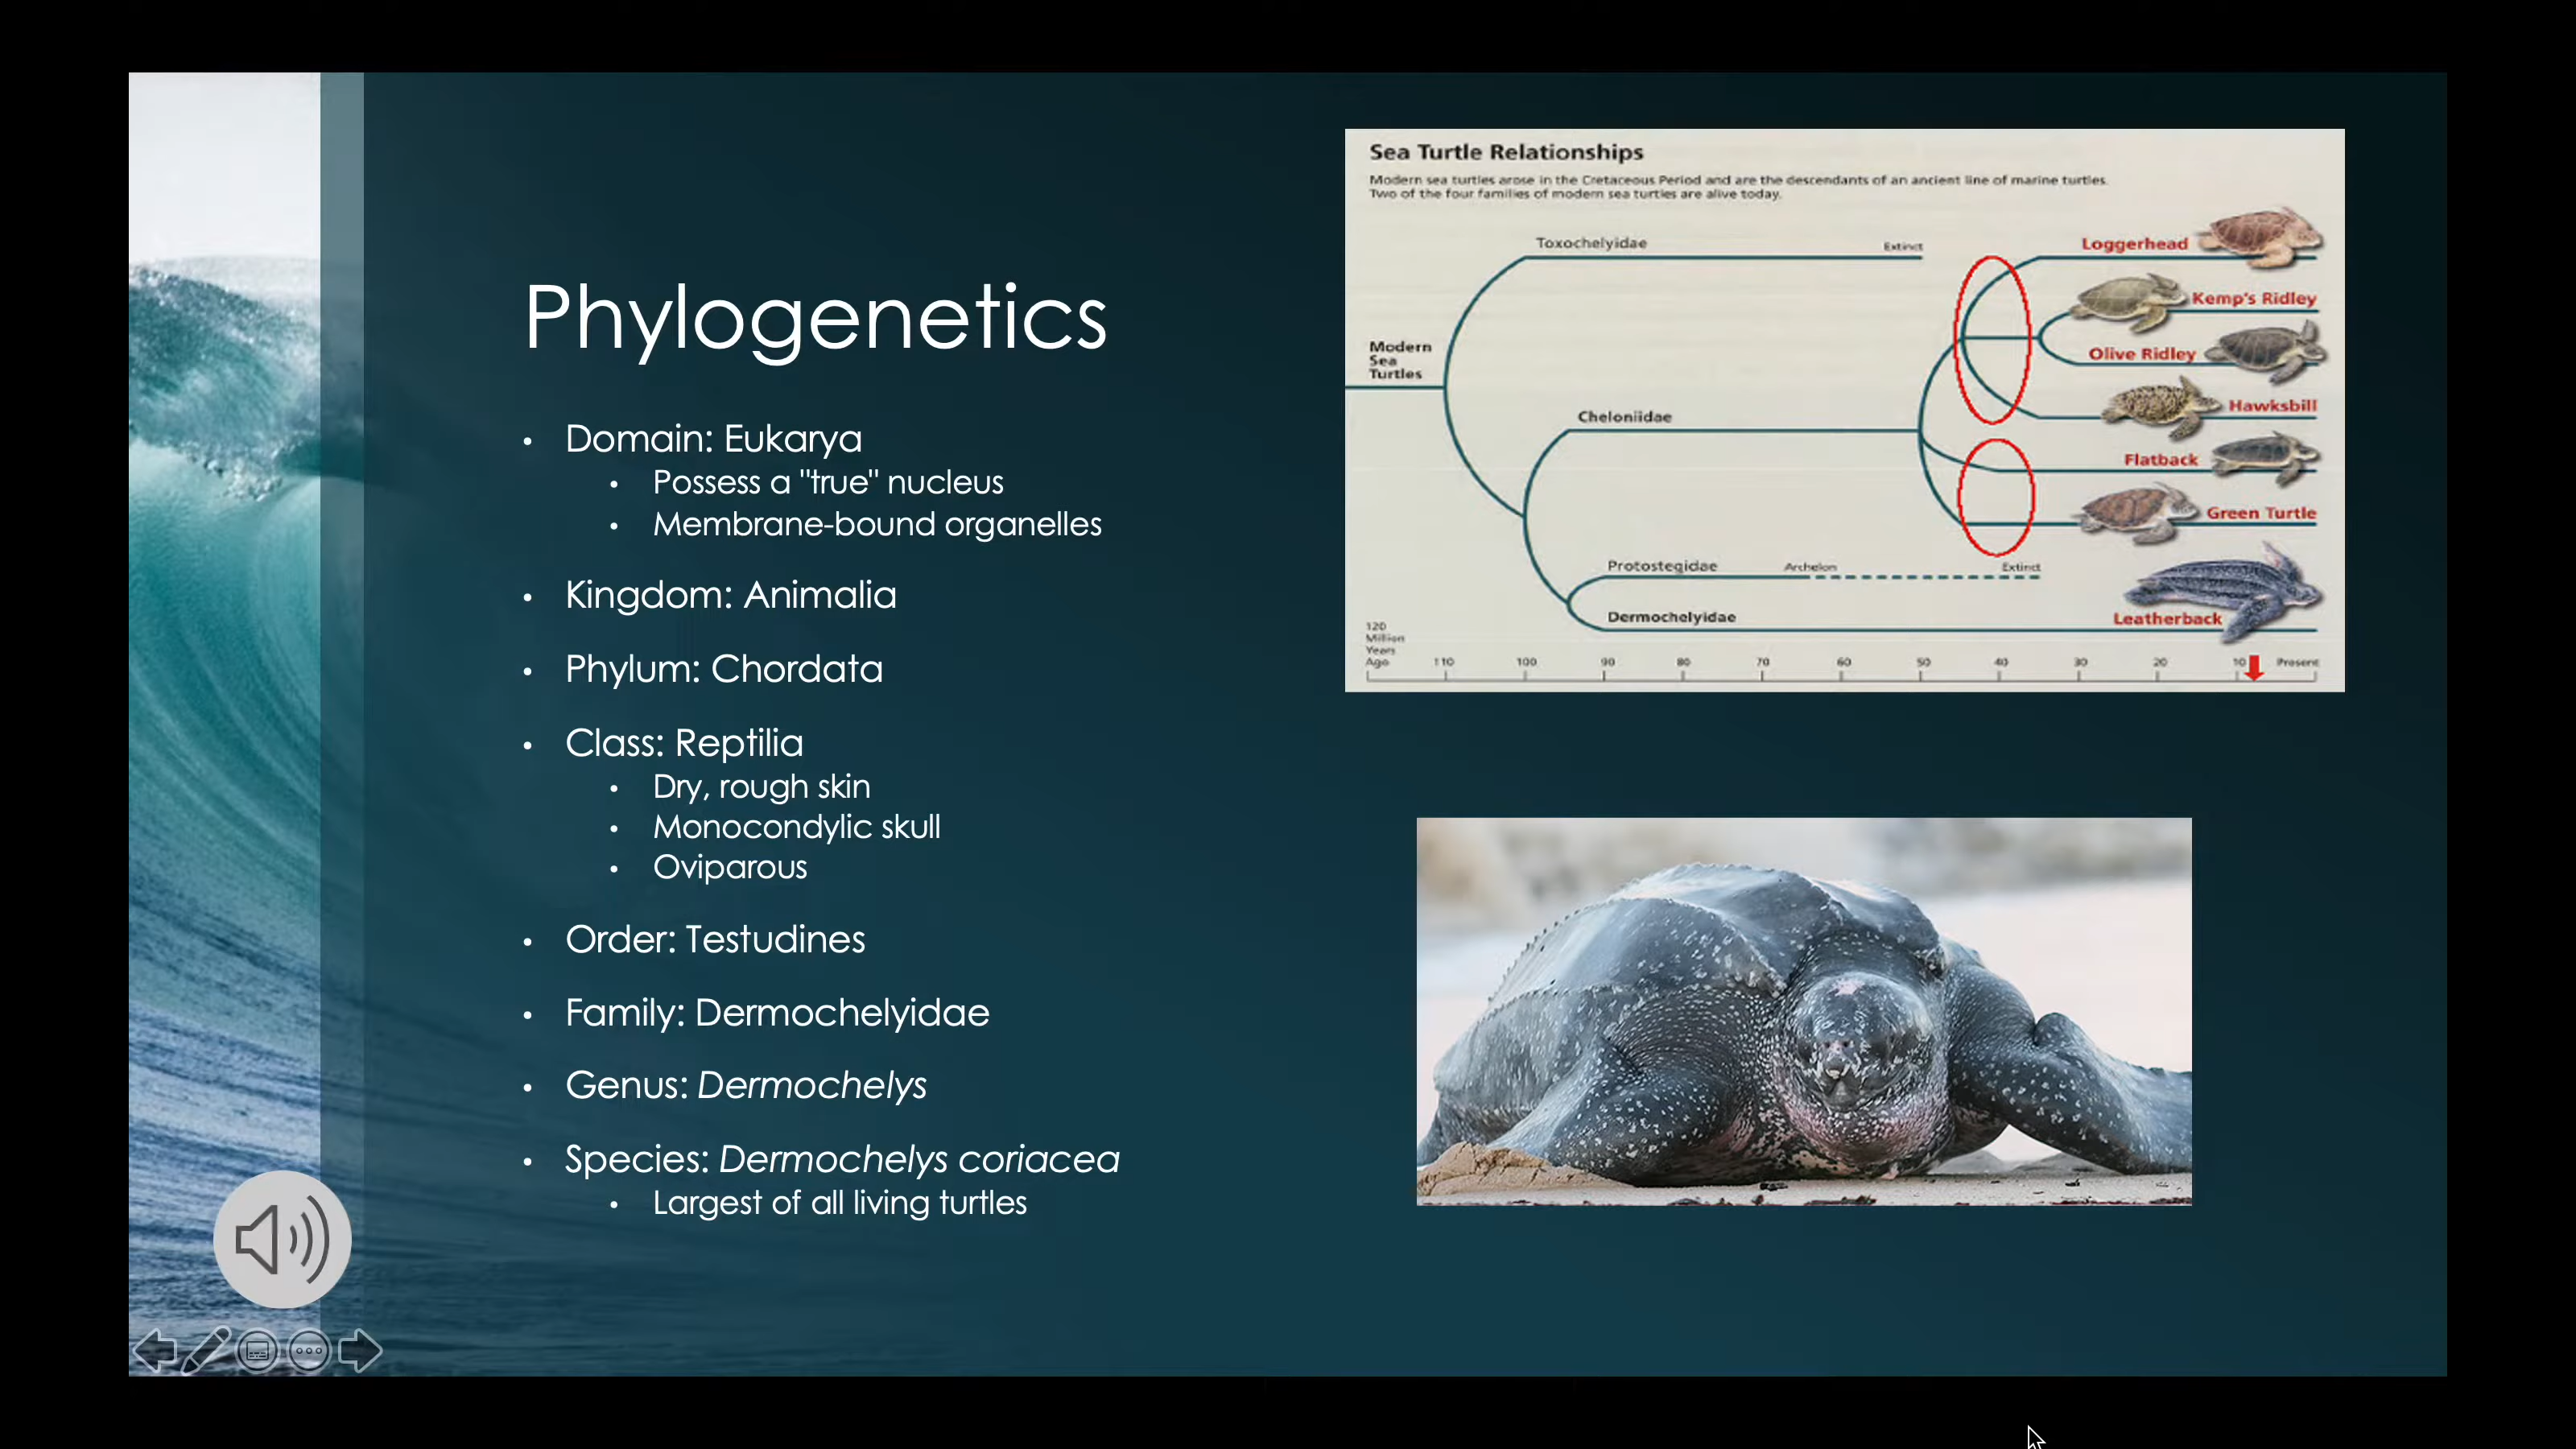 Phylogenetics
Domain: Eukarya
Possess a "true" nucleus
Membrane-bound organelles
Kingdom: Animalia
Phylum: Chordata
Class: Reptilia
Dry, rough skin
Monocondylic skull
Oviparous
Order: Testudines
Family: Dermochelyidae
Genus: Dermochelys
Species: Dermochelys coriacea
Largest of all living turtles
Sea Turtle Relationships
Modern sea turtles arose in the Cretaceous Period and are the descendants of an ancient line of marine turtles.
Two of the four families of modern sea turtles are alive today.
Toxochelyidae
Extinct
Loggerhead
Kemp's Ridley
Modern
Sea
Turtles
Olive Ridley
Hawksbill
Cheloniidae
Flatback
Green Turtle
Protostegidae
Archelon
Extinct
Dermochelyidae
Leatherback
120
Million
Years
Ago
110 100 90 80 70 60 50 40 30 20 10 Present